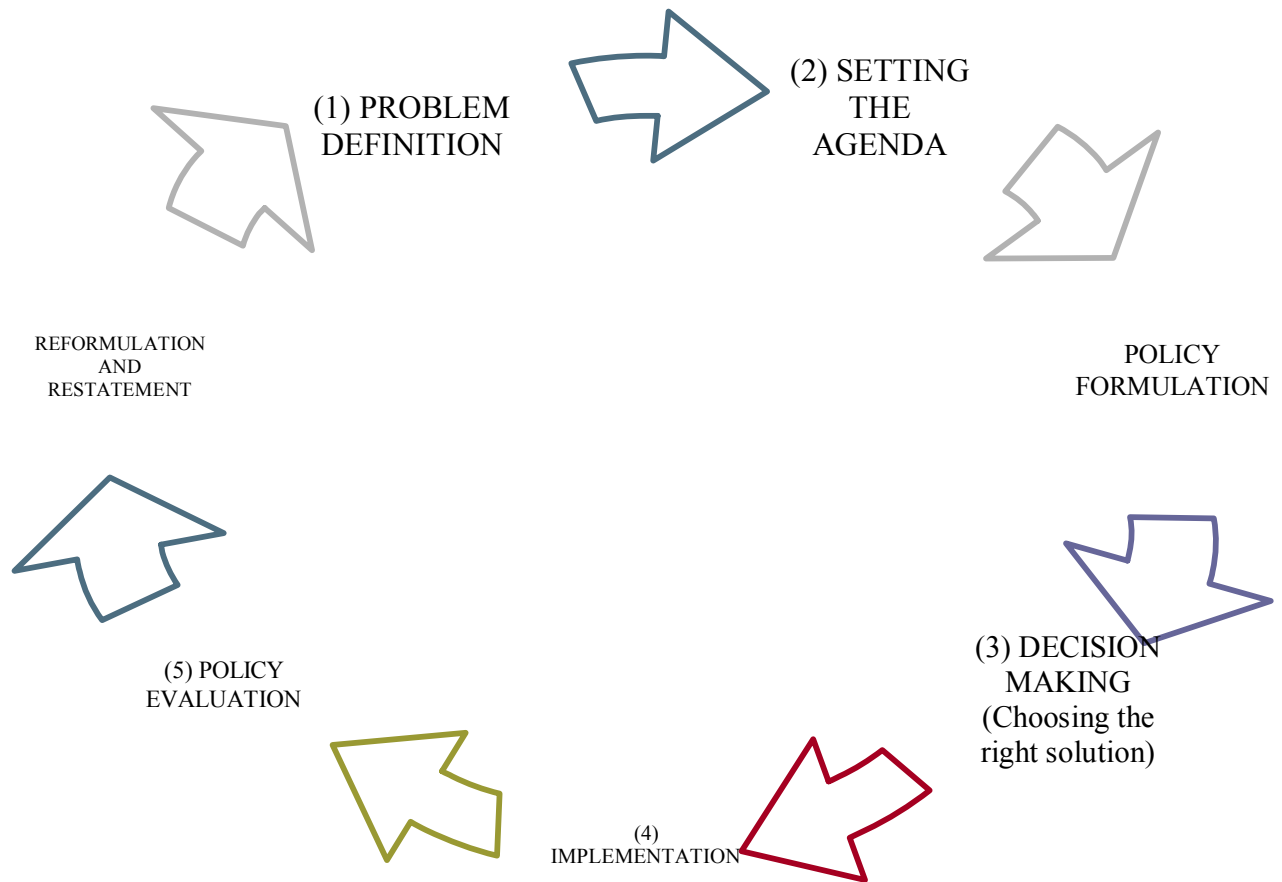 (1) PROBLEM
DEFINITION
(2) SETTING
THE
AGENDA
POLICY
FORMULATION
(3) DECISION
MAKING
(Choosing the
right solution)
(4)
IMPLEMENTATION
(5) POLICY
EVALUATION
REFORMULATION
AND
RESTATEMENT